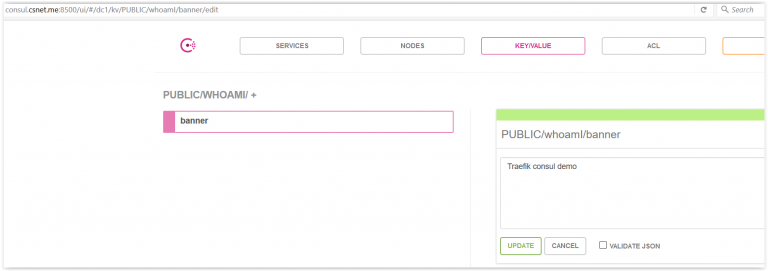 consul.csnet.me:8500/ui/#/dc1/kv/PUBLIC/whoamI/banner/edit
Search
SERVICES
NODES
KEY/VALUE
ACL
PUBLIC/WHOAMI/ +
banner
PUBLIC/whoamI/banner
Traefik consul demo
UPDATE
CANCEL
VALIDATE JSON